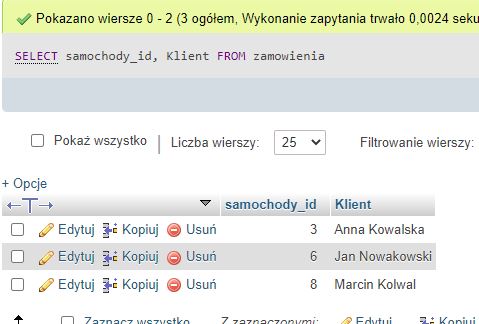 Pokazano wiersze 0 - 2 (3 ogółem, Wykonanie zapytania trwało 0,0024 seku
SELECT samochody_id, Klient FROM zamowienia
Pokaż wszystko | Liczba wierszy: 25 Filtrowanie wierszy:
+ Opcje
←T→ samochody_id Klient
Edytuj Kopiuj Usuń 3 Anna Kowalska
Edytuj Kopiuj Usuń 6 Jan Nowakowski
Edytuj Kopiuj Usuń 8 Marcin Kolwal
Zaznacz wszystko Z zaznaczonymi: Edytuj Kopiuj